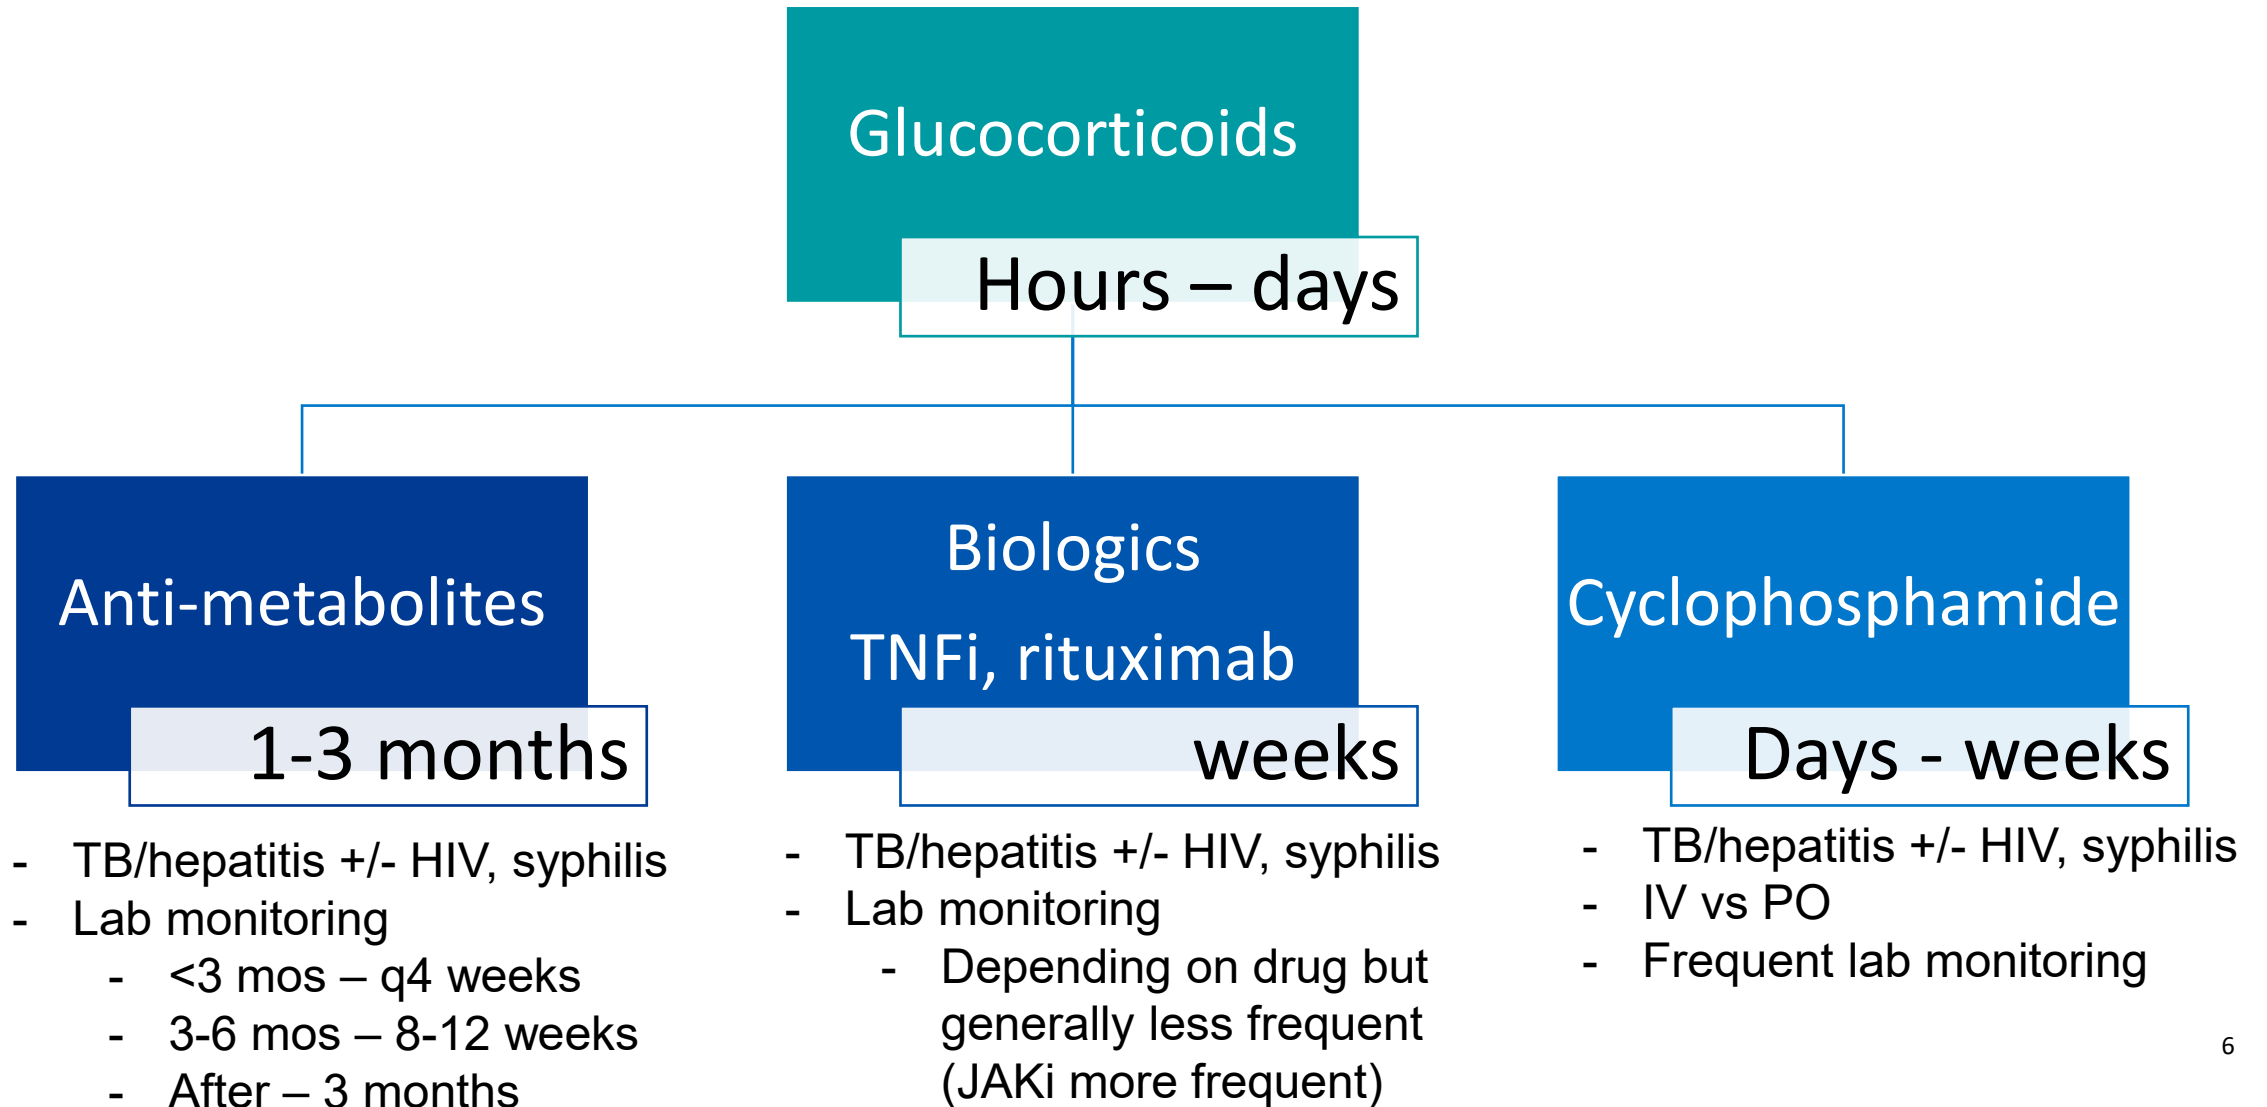 Glucocorticoids
Hours – days
Anti-metabolites
1-3 months
- TB/hepatitis +/- HIV, syphilis
- Lab monitoring
- <3 mos – q4 weeks
- 3-6 mos – 8-12 weeks
- After – 3 months
Biologics
TNFi, rituximab
weeks
- TB/hepatitis +/- HIV, syphilis
- Lab monitoring
- Depending on drug but
generally less frequent
(JAKi more frequent)
Cyclophosphamide
Days - weeks
- TB/hepatitis +/- HIV, syphilis
- IV vs PO
- Frequent lab monitoring
6